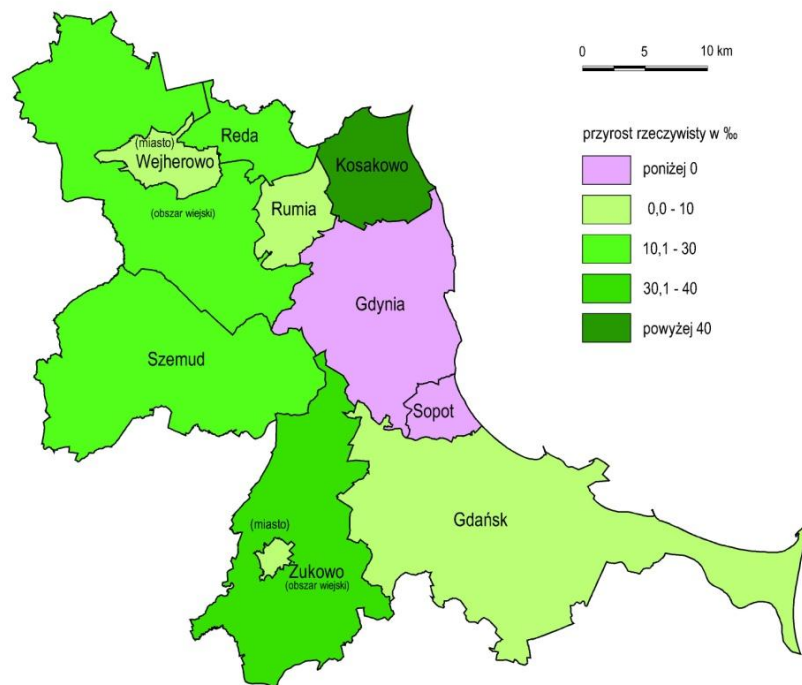 0 5 10 km
przyrost rzeczywisty w ‰
poniżej 0
0,0 - 10
10,1 - 30
30,1 - 40
powyżej 40
Reda
(miasto)
Wejherowo
Kosakowo
(obszar wiejski)
Rumia
Gdynia
Szemud
Sopot
Gdańsk
(miasto)
Żukowo
(obszar wiejski)